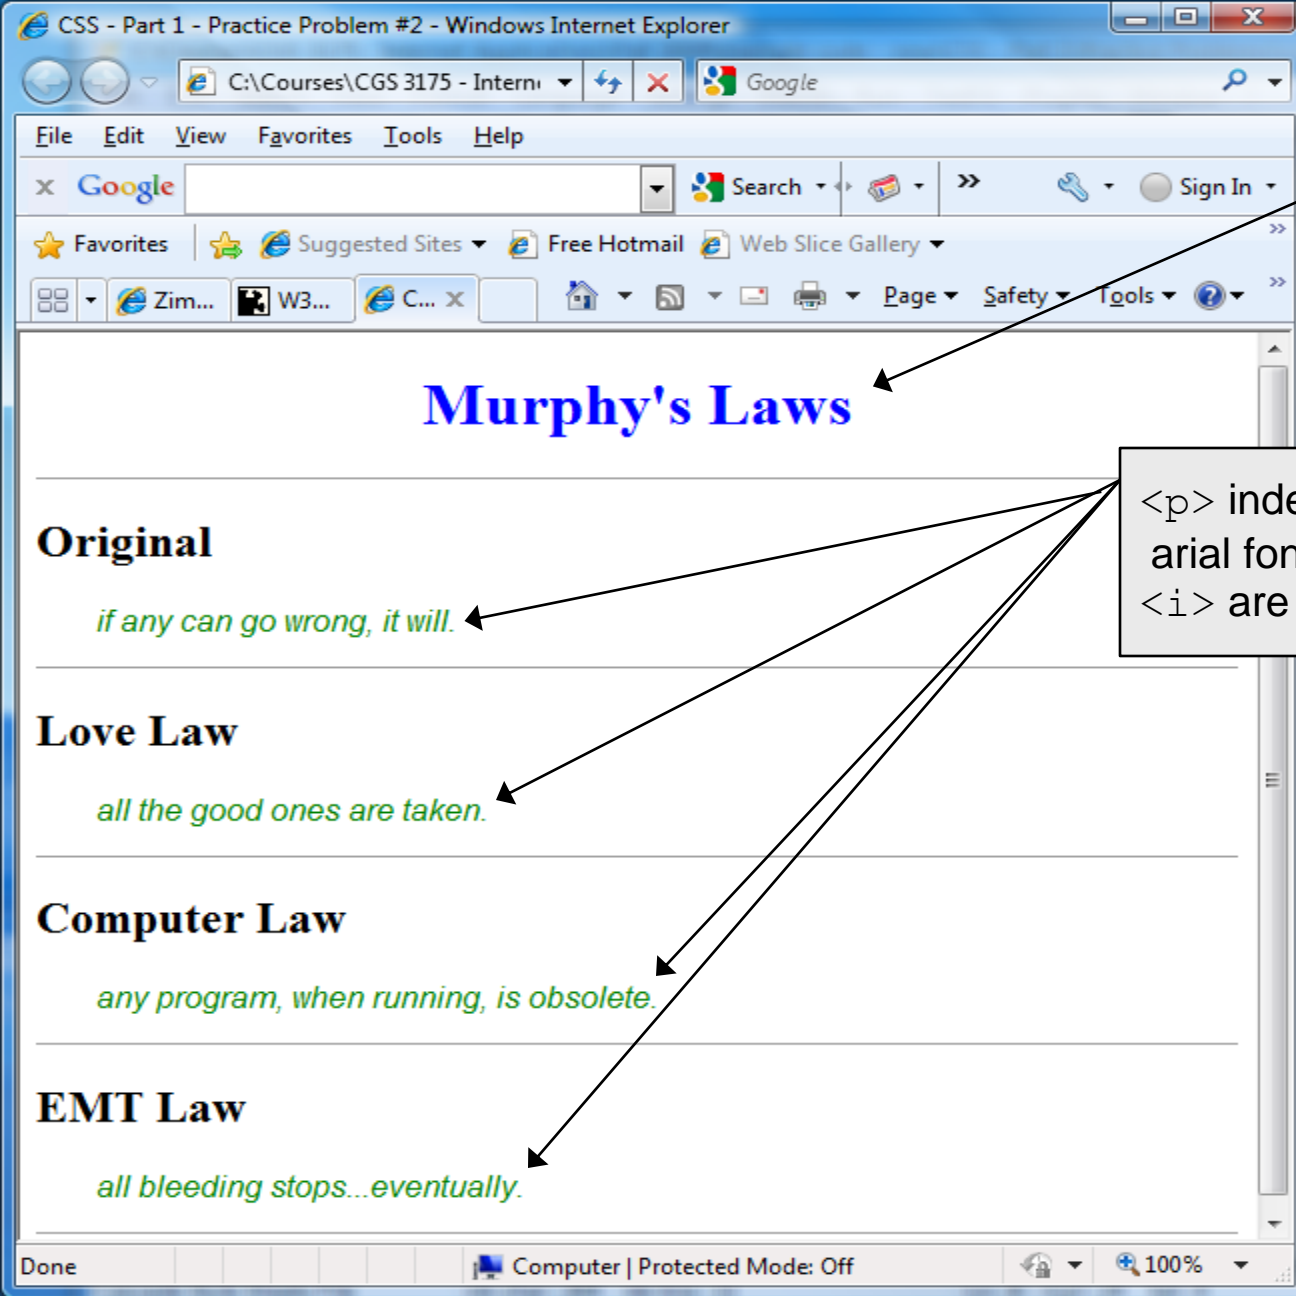 CSS - Part 1 - Practice Problem #2 - Windows Internet Explorer
C:\Courses\CGS 3175 - Intern
Google
File Edit View Favorites Tools Help
x Google Search » Sign In
Favorites Suggested Sites Free Hotmail Web Slice Gallery »
Zim... W3... C... x Page Safety Tools »
Murphy's Laws
Original
if any can go wrong, it will.
<p> inde
arial fon
<i> are
Love Law
all the good ones are taken.
Computer Law
any program, when running, is obsolete.
EMT Law
all bleeding stops...eventually.
Done Computer | Protected Mode: Off 100%